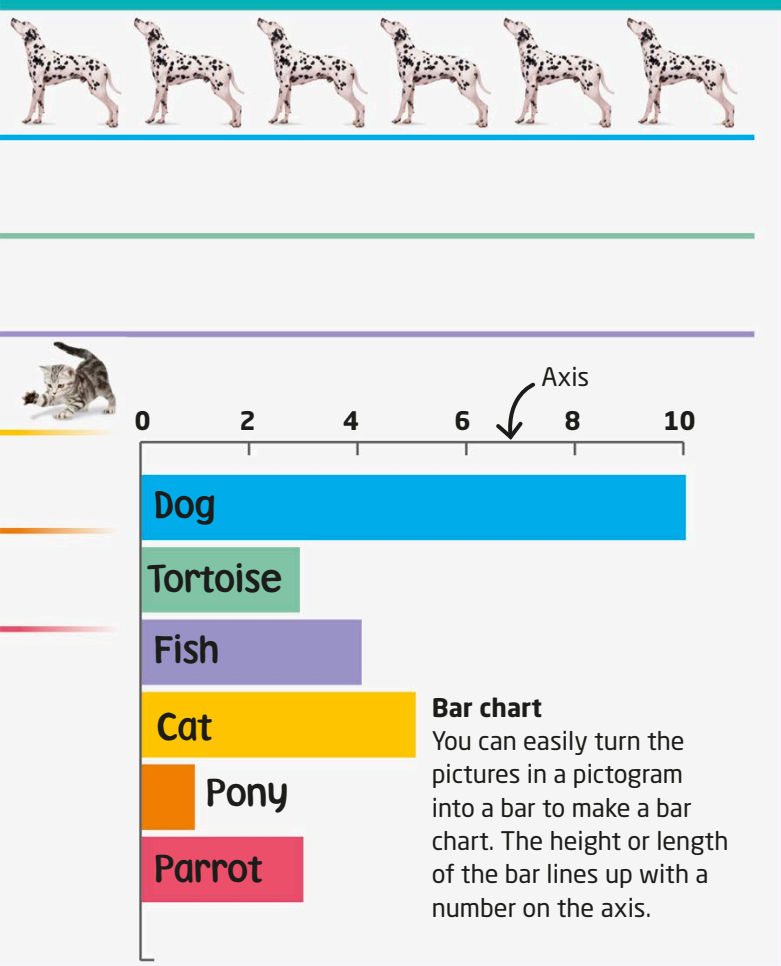 Axis
0 2 4 6 8 10
Dog
Tortoise
Fish
Cat
Pony
Parrot
Bar chart
You can easily turn the
pictures in a pictogram
into a bar to make a bar
chart. The height or length
of the bar lines up with a
number on the axis.